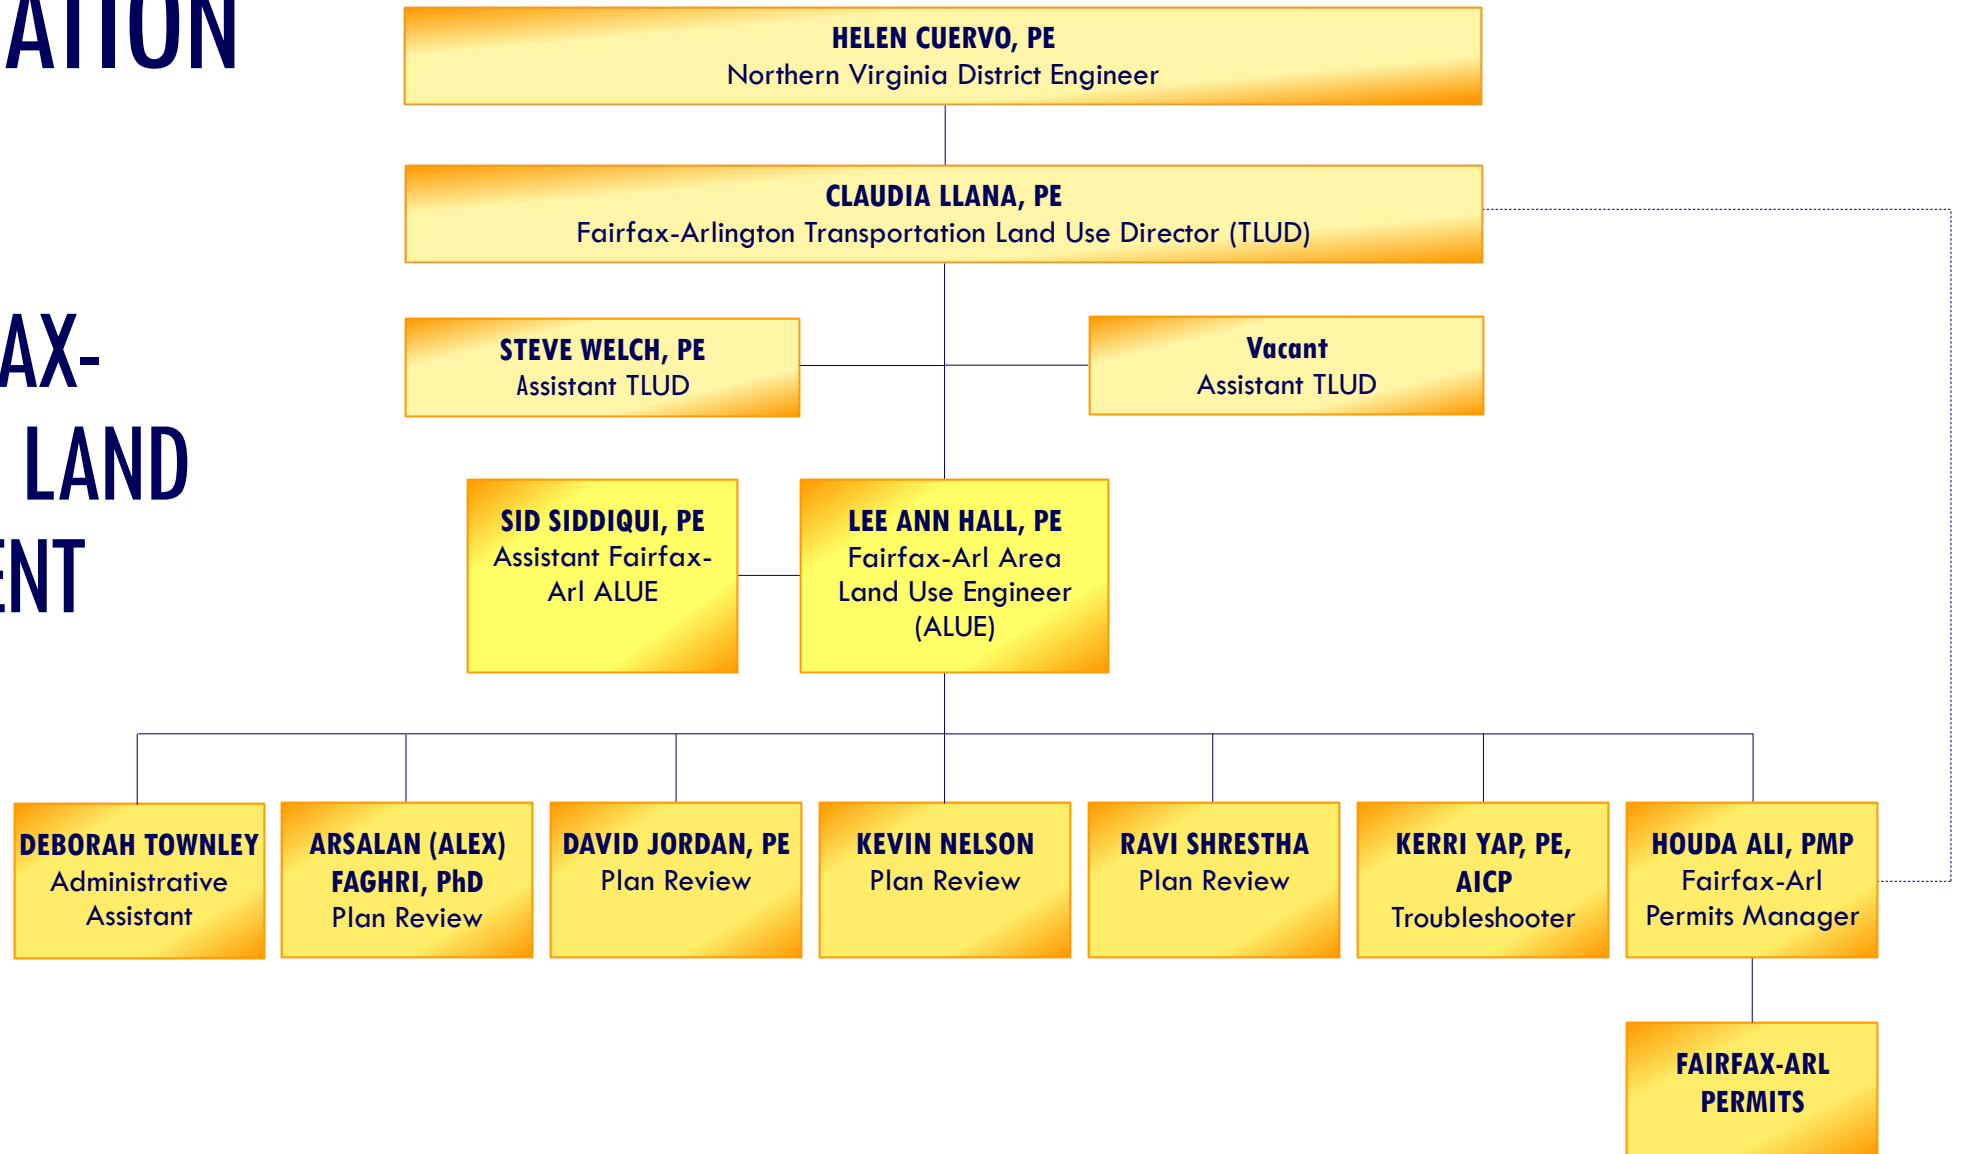 HELEN CUERVO, PE
Northern Virginia District Engineer
CLAUDIA LLANA, PE
Fairfax-Arlington Transportation Land Use Director (TLUD)
STEVE WELCH, PE
Assistant TLUD
Vacant
Assistant TLUD
AX-
LAND
SID SIDDIQUI, PE
Assistant Fairfax-
Arl ALUE
LEE ANN HALL, PE
Fairfax-Arl Area
Land Use Engineer
(ALUE)
DEBORAH TOWNLEY
Administrative
Assistant
ARSALAN (ALEX)
FAGHRI, PhD
Plan Review
DAVID JORDAN, PE
Plan Review
KEVIN NELSON
Plan Review
RAVI SHRESTHA
Plan Review
KERRI YAP, PE,
AICP
Troubleshooter
HOUDA ALI, PMP
Fairfax-Arl
Permits Manager
FAIRFAX-ARL
PERMITS